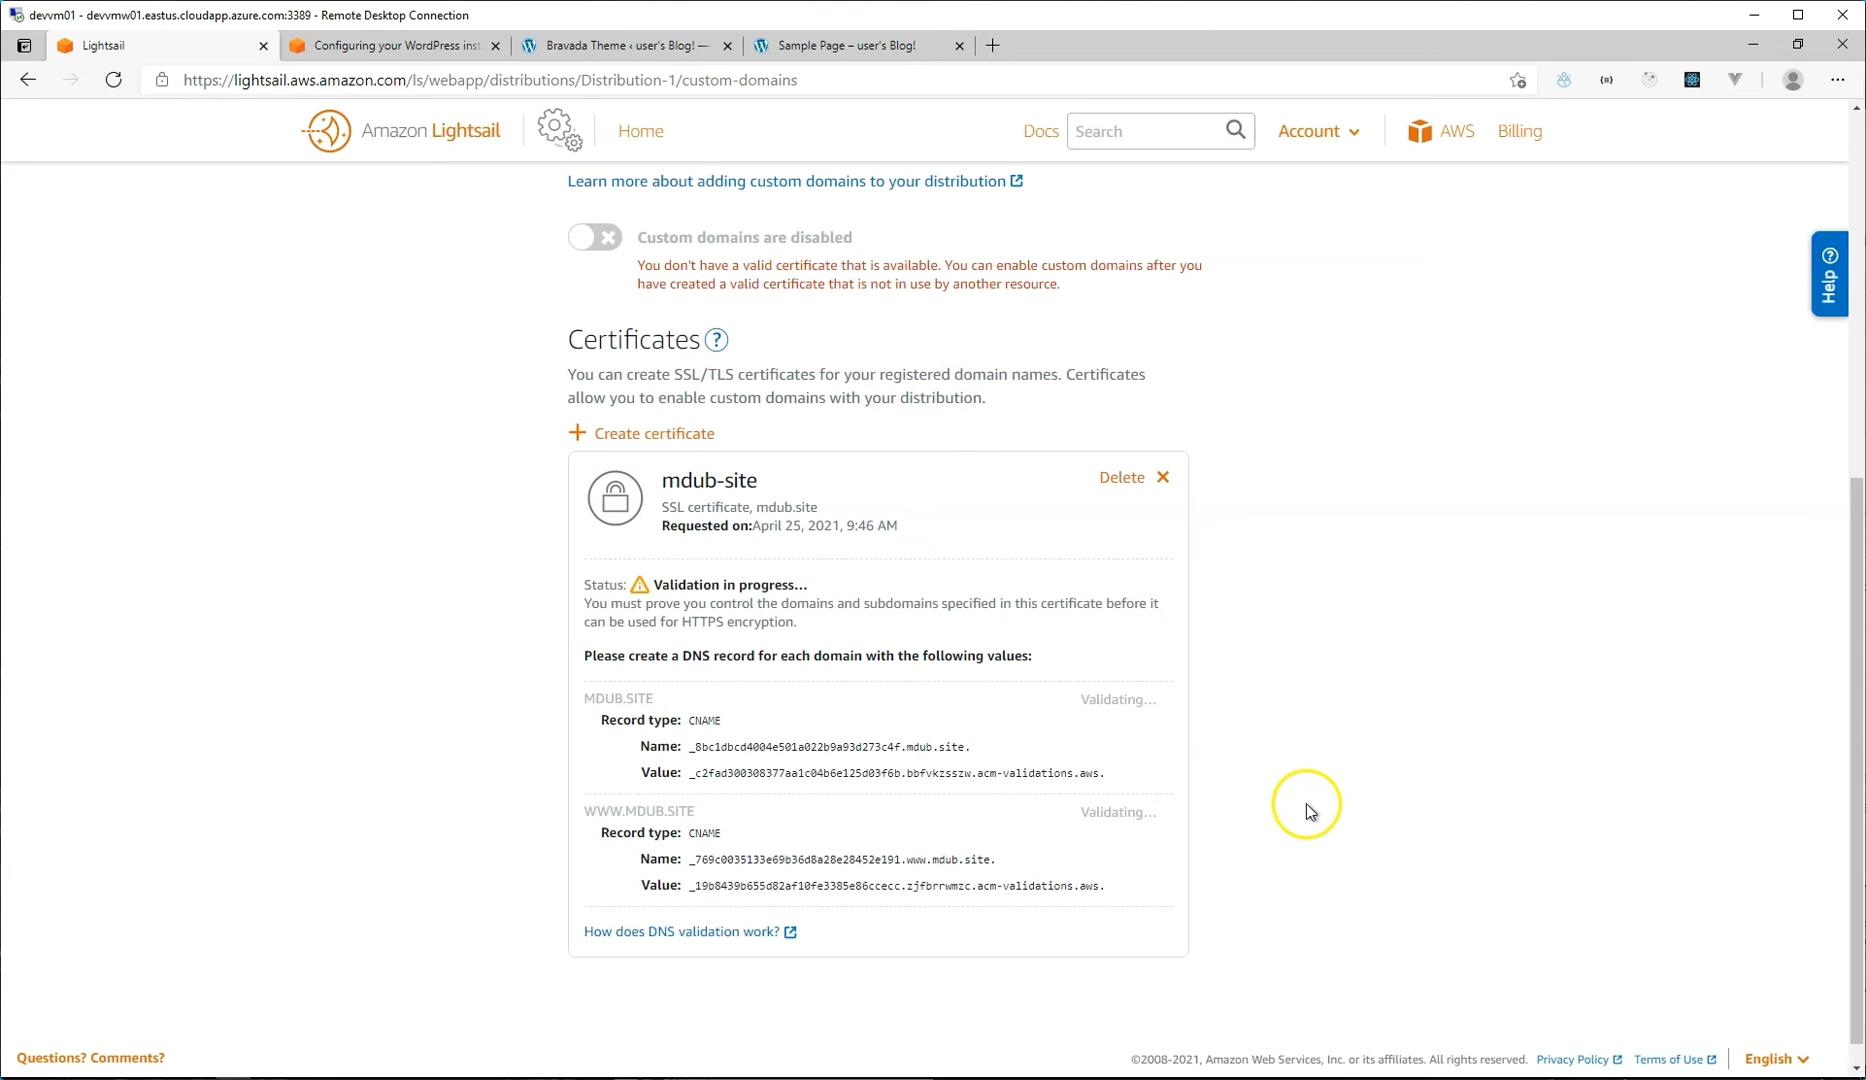 devvm01 - devvmw01.eastus.cloudapp.azure.com:3389 - Remote Desktop Connection
Lightsail
Configuring your WordPress inst
Bravada Theme ‹ user's Blog! —
Sample Page – user's Blog!
https://lightsail.aws.amazon.com/ls/webapp/distributions/Distribution-1/custom-domains
Amazon Lightsail
Home
Docs
Search
Account
AWS
Billing
Learn more about adding custom domains to your distribution
Custom domains are disabled
You don't have a valid certificate that is available. You can enable custom domains after you
have created a valid certificate that is not in use by another resource.
Help
Certificates ?
You can create SSL/TLS certificates for your registered domain names. Certificates
allow you to enable custom domains with your distribution.
+ Create certificate
mdub-site
Delete
SSL certificate, mdub.site
Requested on:April 25, 2021, 9:46 AM
Status: Validation in progress...
You must prove you control the domains and subdomains specified in this certificate before it
can be used for HTTPS encryption.
Please create a DNS record for each domain with the following values:
MDUB.SITE
Validating...
Record type: CNAME
Name: _8bc1dbcd4004e501a022b9a93d273c4f.mdub.site.
Value: _c2fad300308377aa1c04b6e125d03f6b.bbfvkzsszw.acm-validations.aws.
WWW.MDUB.SITE
Validating...
Record type: CNAME
Name: _769c0035133e69b36d8a28e28452e191.www.mdub.site.
Value: _19b8439b655d82af10fe3385e86ccecc.zjfbrrwmzc.acm-validations.aws.
How does DNS validation work?
Questions? Comments?
©2008-2021, Amazon Web Services, Inc. or its affiliates. All rights reserved.
Privacy Policy
Terms of Use
English